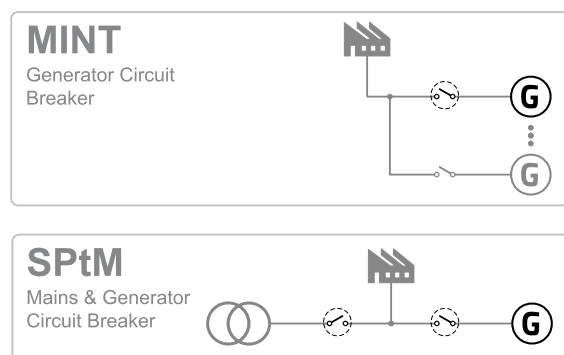 MINT
Generator Circuit
Breaker
G
G
SPtM
Mains & Generator
Circuit Breaker
G